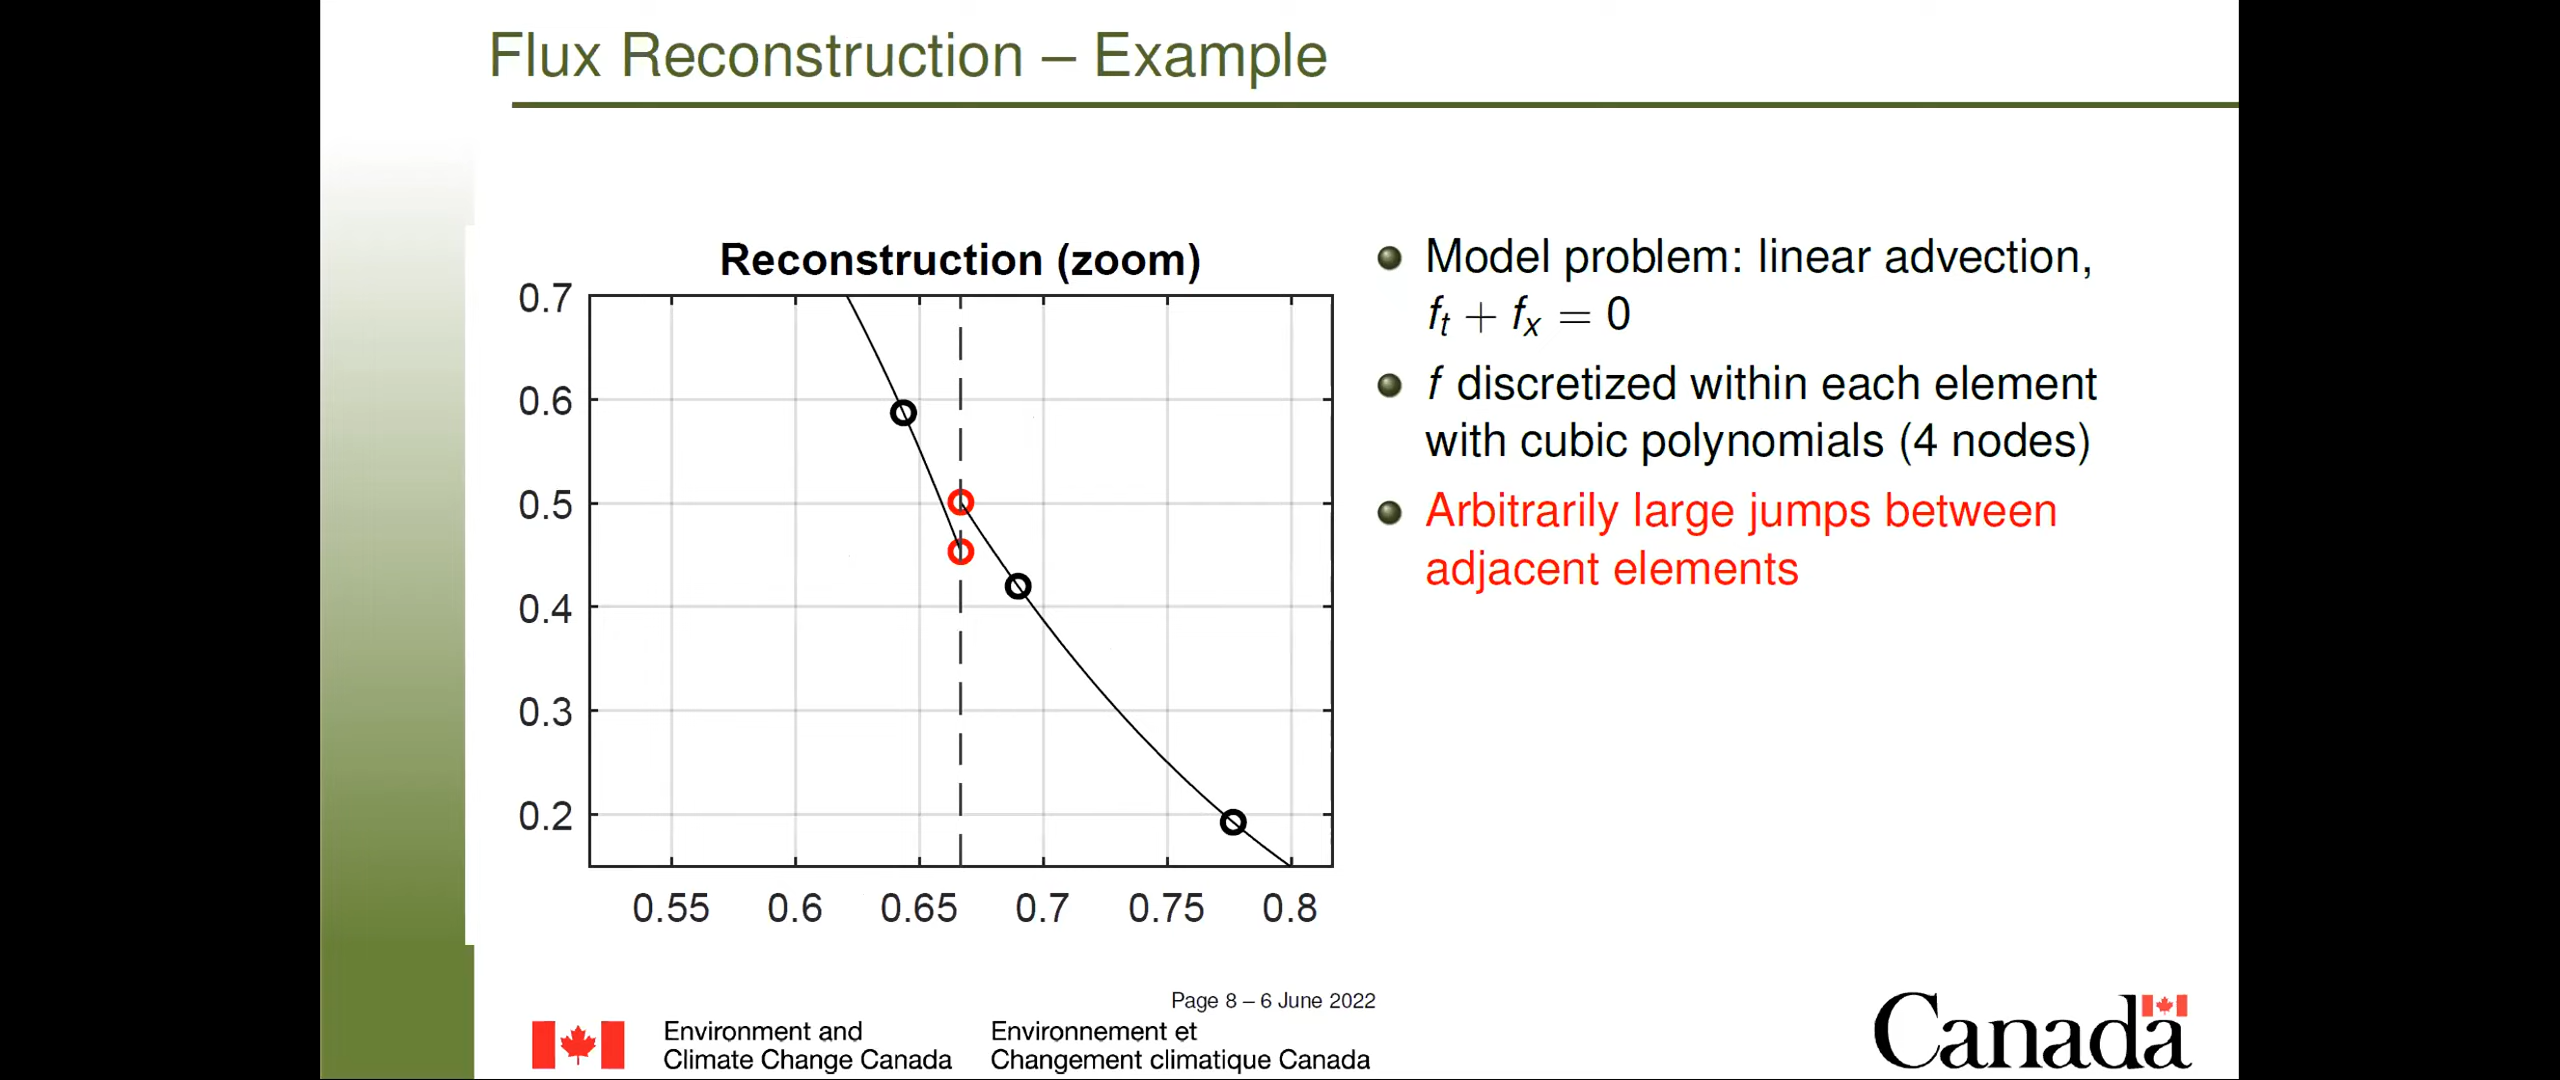 Flux Reconstruction – Example
Reconstruction (zoom)
0.7
0.6
0.5
0.4
0.3
0.2
0.55 0.6 0.65 0.7 0.75 0.8
Model problem: linear advection,
f_t + f_x = 0
f discretized within each element
with cubic polynomials (4 nodes)
Arbitrarily large jumps between
adjacent elements
Page 8 – 6 June 2022
Environment and
Climate Change Canada
Environnement et
Changement climatique Canada
Canada